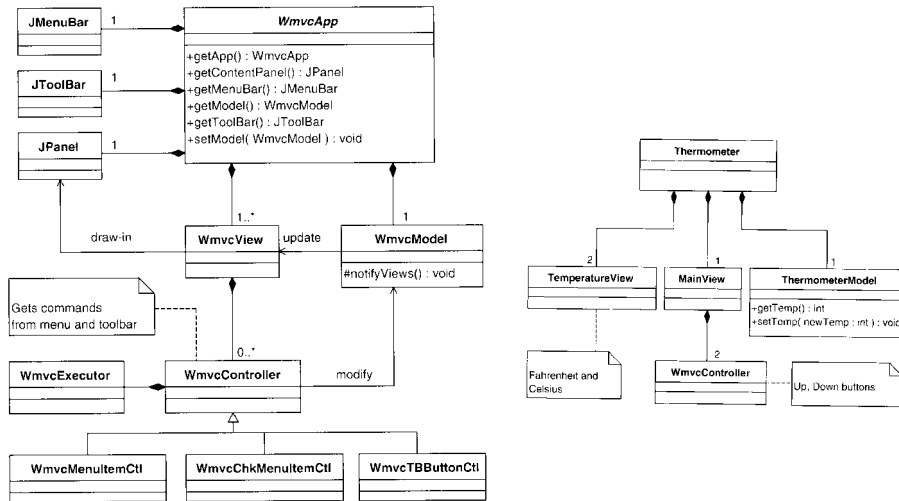 JMenuBar
1
WmvcApp
+getApp() : WmvcApp
+getContentPanel() : JPanel
+getMenuBar() : JMenuBar
+getModel() : WmvcModel
+getToolBar() : JToolBar
+setModel( WmvcModel ) : void
JToolBar
1
JPanel
1
1..*
1
draw-in
WmvcView
update
WmvcModel
#notifyViews() : void
Gets commands
from menu and toolbar
0..*
WmvcExecutor
WmvcController
modify
WmvcMenuItemCtl
WmvcChkMenuItemCtl
WmvcTBButtonCtl
Thermometer
2
1
1
TemperatureView
MainView
ThermometerModel
+getTemp() : int
+setTemp( newTemp : int ) : void
Fahrenheit and
Celsius
2
WmvcController
Up, Down buttons